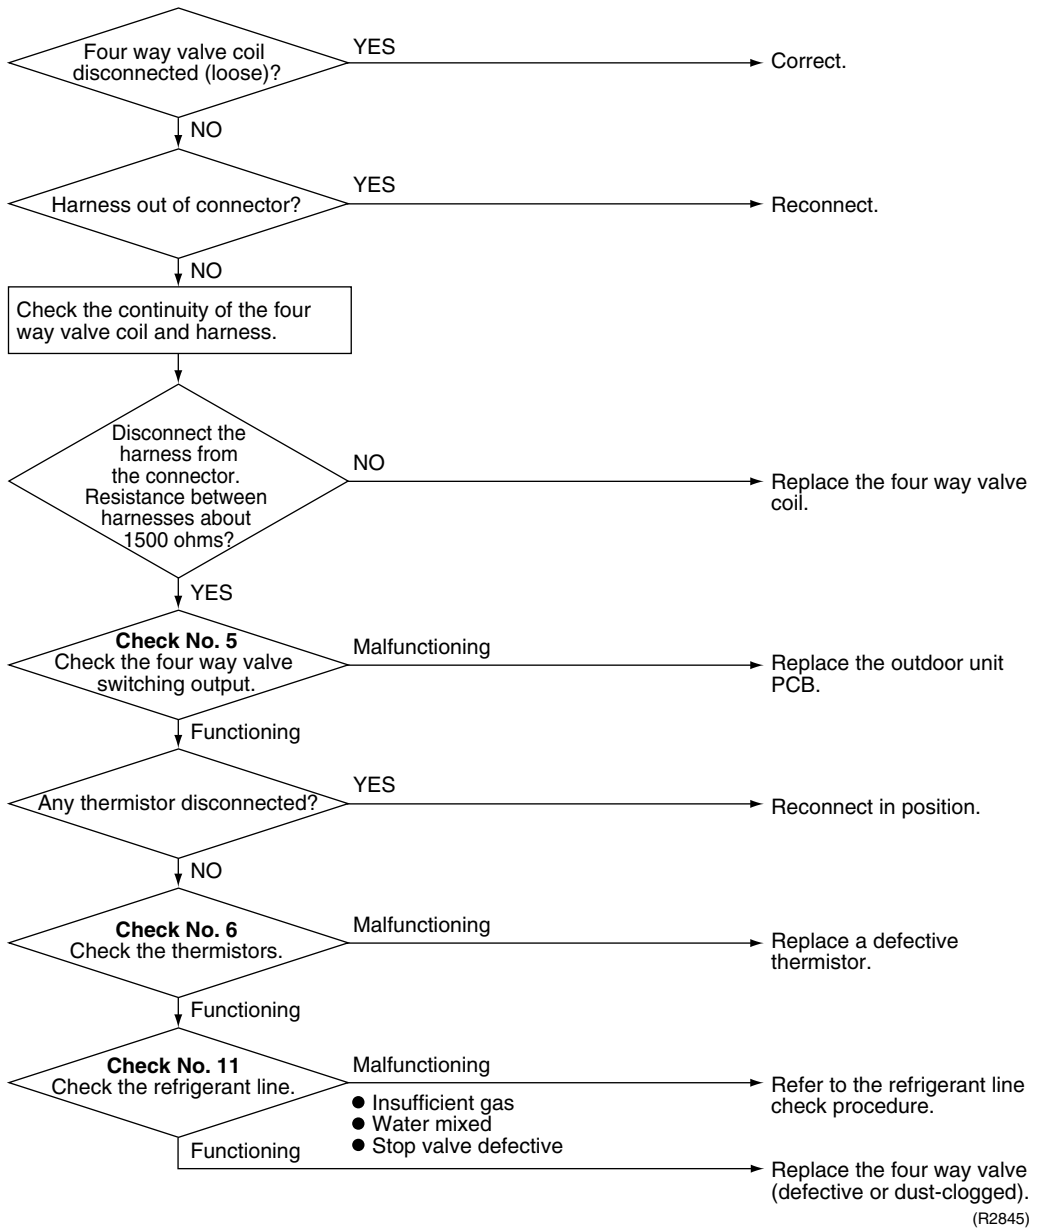 Four way valve coil
disconnected (loose)?
YES
Correct.
NO
Harness out of connector?
YES
Reconnect.
NO
Check the continuity of the four
way valve coil and harness.
Disconnect the
harness from
the connector.
Resistance between
harnesses about
1500 ohms?
NO
Replace the four way valve
coil.
YES
Check No. 5
Check the four way valve
switching output.
Malfunctioning
Replace the outdoor unit
PCB.
Functioning
Any thermistor disconnected?
YES
Reconnect in position.
NO
Check No. 6
Check the thermistors.
Malfunctioning
Replace a defective
thermistor.
Functioning
Check No. 11
Check the refrigerant line.
Malfunctioning
● Insufficient gas
● Water mixed
● Stop valve defective
Refer to the refrigerant line
check procedure.
Functioning
Replace the four way valve
(defective or dust-clogged).
(R2845)